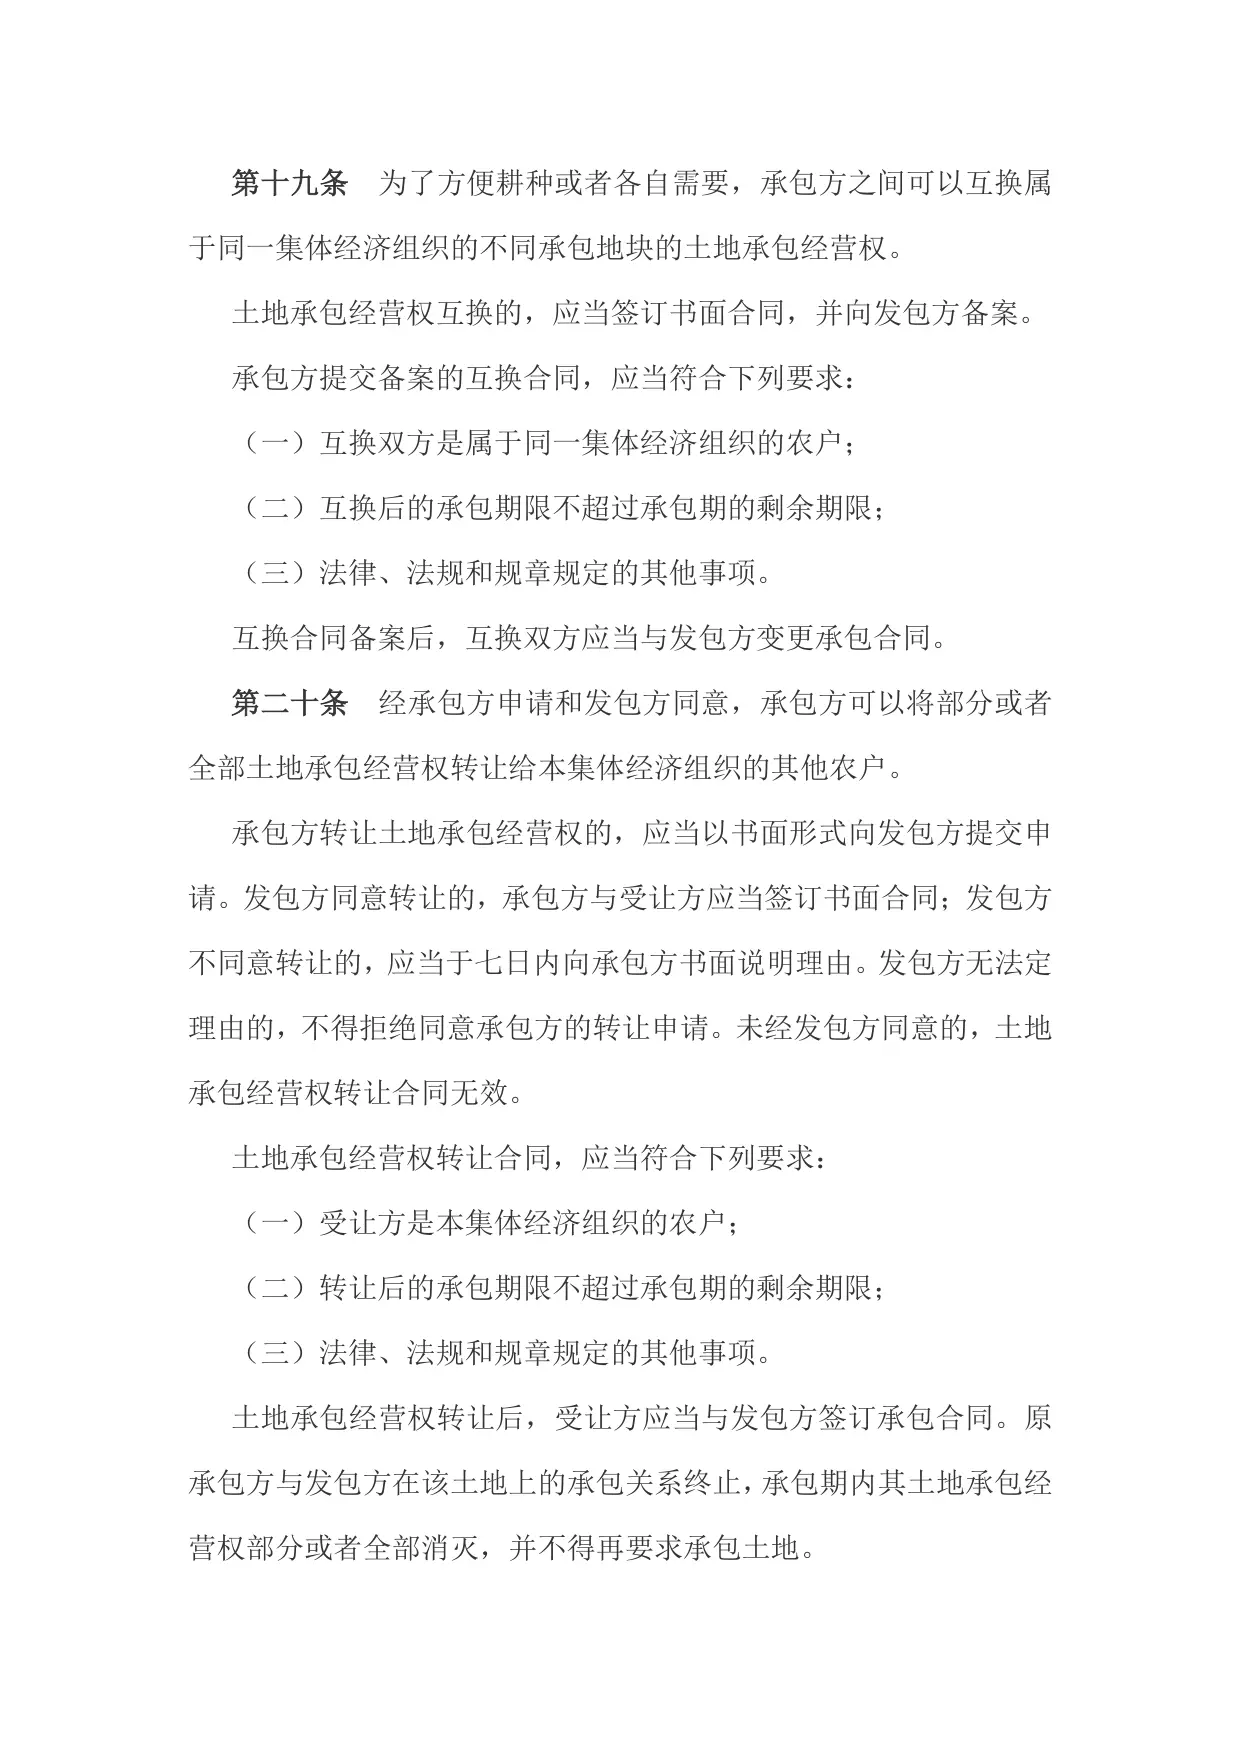 第十九条　为了方便耕种或者各自需要，承包方之间可以互换属
于同一集体经济组织的不同承包地块的土地承包经营权。
土地承包经营权互换的，应当签订书面合同，并向发包方备案。
承包方提交备案的互换合同，应当符合下列要求：
（一）互换双方是属于同一集体经济组织的农户；
（二）互换后的承包期限不超过承包期的剩余期限；
（三）法律、法规和规章规定的其他事项。
互换合同备案后，互换双方应当与发包方变更承包合同。
第二十条　经承包方申请和发包方同意，承包方可以将部分或者
全部土地承包经营权转让给本集体经济组织的其他农户。
承包方转让土地承包经营权的，应当以书面形式向发包方提交申
请。发包方同意转让的，承包方与受让方应当签订书面合同；发包方
不同意转让的，应当于七日内向承包方书面说明理由。发包方无法定
理由的，不得拒绝同意承包方的转让申请。未经发包方同意的，土地
承包经营权转让合同无效。
土地承包经营权转让合同，应当符合下列要求：
（一）受让方是本集体经济组织的农户；
（二）转让后的承包期限不超过承包期的剩余期限；
（三）法律、法规和规章规定的其他事项。
土地承包经营权转让后，受让方应当与发包方签订承包合同。原
承包方与发包方在该土地上的承包关系终止，承包期内其土地承包经
营权部分或者全部消灭，并不得再要求承包土地。